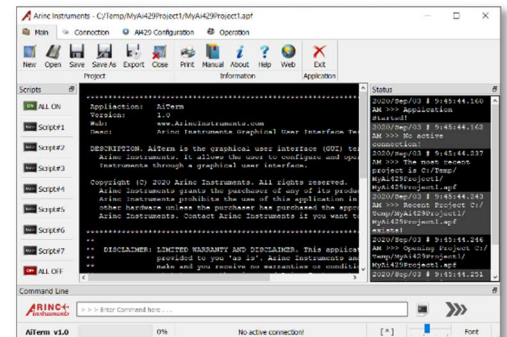 Arinc Instruments - C:/Temp/MyAi429Project1/MyAi429Project1.apf
Main Connection AI429 Configuration Operation
New Open Save Save As Export Close Print Manual About Help Web Exit
Project Information Application
Scripts
ALL ON
Script#1
Script#2
Script#3
Script#4
Script#5
Script#6
Script#7
ALL OFF
Appliaction: AiTerm
Version: 1.0
Web: www.ArincInstruments.com
Desc: Arinc Instruments Graphical User Interface Te
DESCRIPTION. AiTerm is the graphical user interface (GUI) te
Arinc Instruments. It allows the user to configure and ope
Instruments through a graphical user interface.
Copyright (C) 2020 Arinc Instruments. All rights reserved.
Arinc Instruments grants the purchaser of any of its produ
Arinc Instruments prohibits the use of this application in
other hardware unless the purchaser has purchased the appr
Arinc Instruments. Contact Arinc Instruments if you want t
** DISCLAIMER: LIMITED WARRANTY AND DISCLAIMER. This applicat
** provided to you 'as is'. Arinc Instruments and
make and you receive no warranties or conditi
Status
2020/Sep/03 # 9:45:44.160
AM >>> Application
Started!
2020/Sep/03 # 9:45:44.163
AM >>> No active
connection!
2020/Sep/03 # 9:45:44.237
AM >>> The most recent
project is C:/Temp/
MyAi429Project1/
MyAi429Project1.apf
2020/Sep/03 # 9:45:44.243
AM >>> Recent Project C:/
Temp/MyAi429Project1/
MyAi429Project1.apf
exists!
2020/Sep/03 # 9:45:44.246
AM >>> Opening Project C:/
Temp/MyAi429Project1/
MyAi429Project1.apf
2020/Sep/03 # 9:45:44.251
Command Line
ARINC Instruments
>>> Enter Command here . . .
AiTerm v1.0 0% No active connection! [*] Font